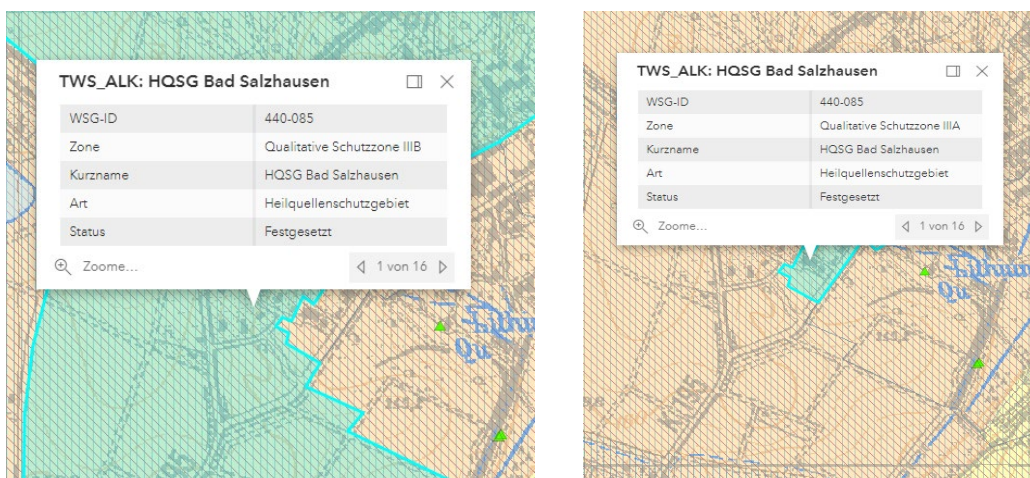 TWS_ALK: HQSG Bad Salzhausen
WSG-ID 440-085
Zone Qualitative Schutzzone IIIB
Kurzname HQSG Bad Salzhausen
Art Heilquellenschutzgebiet
Status Festgesetzt
Zoome... 1 von 16
Qu
TWS_ALK: HQSG Bad Salzhausen
WSG-ID 440-085
Zone Qualitative Schutzzone IIIA
Kurzname HQSG Bad Salzhausen
Art Heilquellenschutzgebiet
Status Festgesetzt
Zoome... 1 von 16
Qu